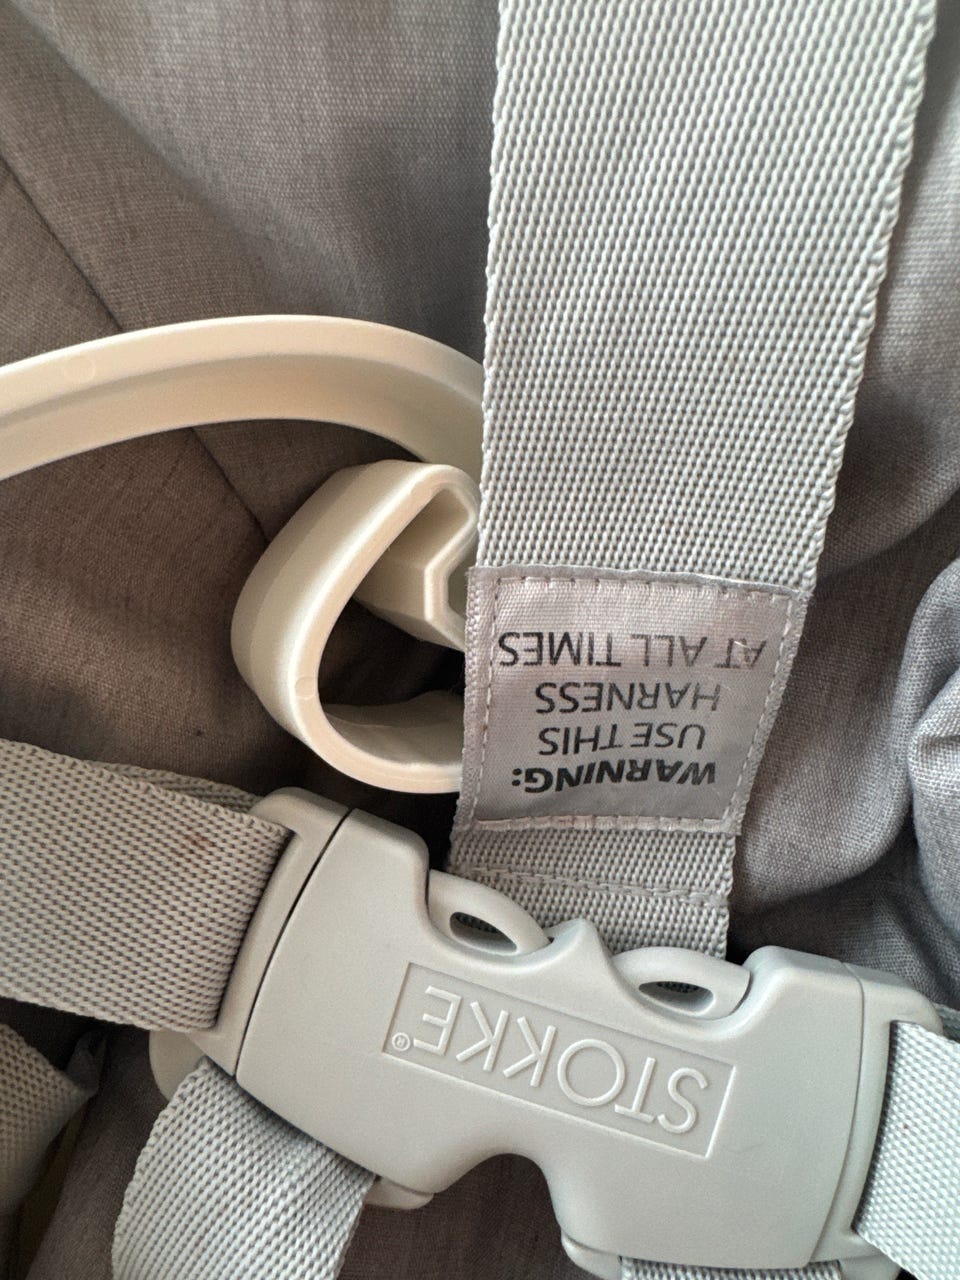 WARNING:
USE THIS
HARNESS
AT ALL TIMES
STOKKE®